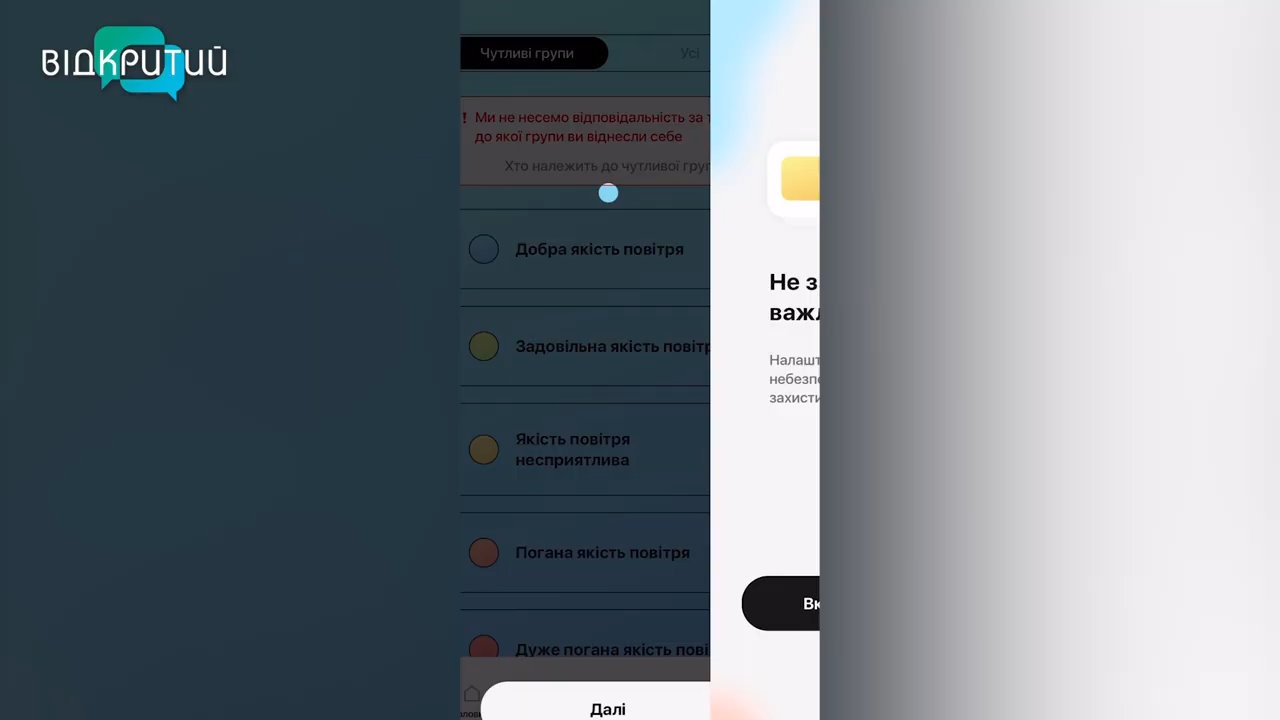 ВІДКРИТИЙ
Чутливі групи
Усі
! Ми не несемо відповідальність за т
до якої групи ви віднесли себе
Хто належить до чутливої груп
Добра якість повітря
Задовільна якість повітр
Якість повітря
несприятлива
Погана якість повітря
Дуже погана якість пові
Далі
Не з
важл
Налашт
небезпе
захисти
Вк